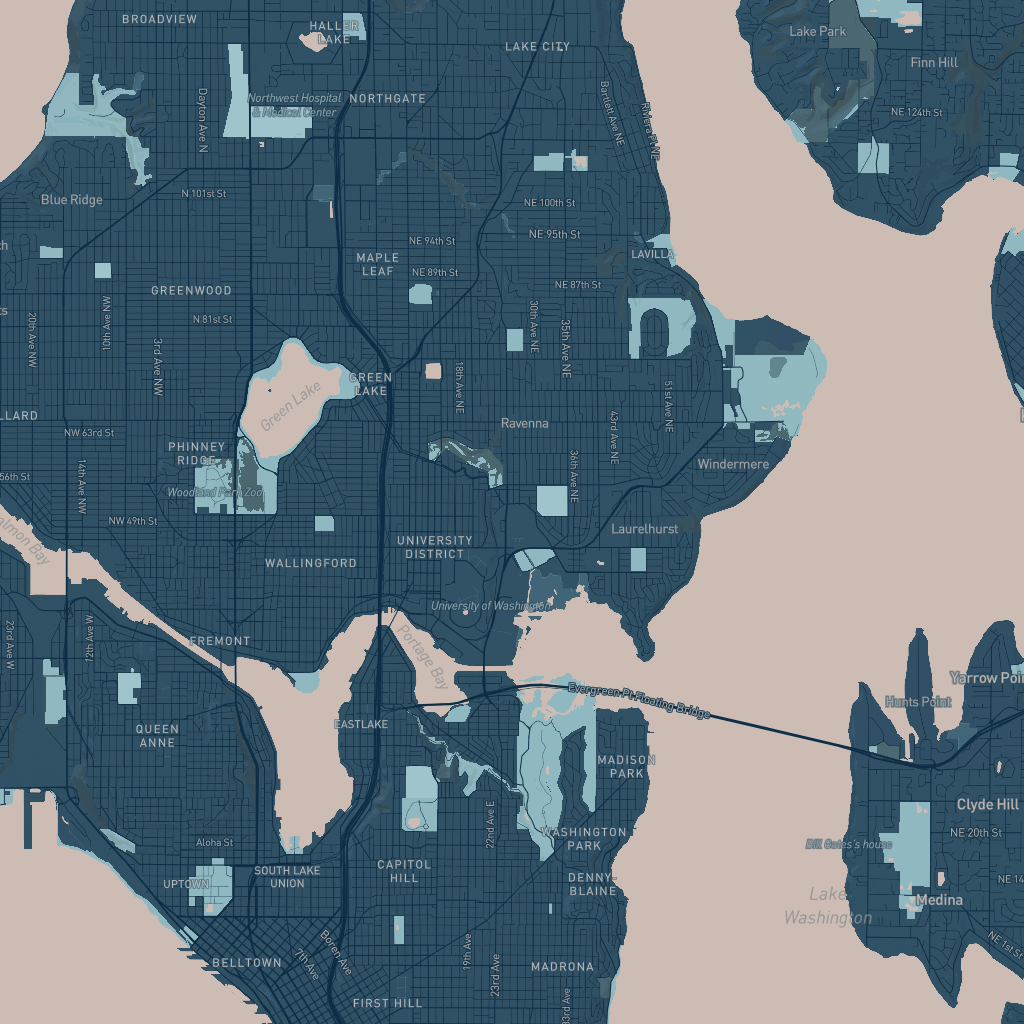 BROADVIEW
HALLER
LAKE
LAKE CITY
Lake Park
Finn Hill
Northwest Hospital
& Medical Center
NORTHGATE
Dayton Ave N
Bartlett Ave NE
Riviera Pl NE
NE 124th St
N 101st St
Blue Ridge
NE 100th St
NE 95th St
NE 94th St
LAVILLA
MAPLE
LEAF
NE 89th St
NE 87th St
GREENWOOD
10th Ave NW
20th Ave NW
N 81st St
30th Ave NE
35th Ave NE
3rd Ave NW
GREEN
LAKE
Green Lake
18th Ave NE
51st Ave NE
LLARD
43rd Ave NE
Ravenna
NW 63rd St
PHINNEY
RIDGE
Windermere
56th St
14th Ave NW
36th Ave NE
Woodland Park Zoo
NW 49th St
Laurelhurst
almon Bay
UNIVERSITY
DISTRICT
WALLINGFORD
University of Washington
23rd Ave W
12th Ave W
FREMONT
Portage Bay
Evergreen Pt Floating Bridge
Yarrow Poin
Hunts Point
EASTLAKE
QUEEN
ANNE
MADISON
PARK
Clyde Hill
22nd Ave E
WASHINGTON
PARK
NE 20th St
Aloha St
Bill Gates's house
CAPITOL
HILL
SOUTH LAKE
UNION
UPTOWN
DENNY-
BLAINE
NE 14
Lake
Washington
Medina
BELLTOWN
7th Ave
Boren Ave
19th Ave
23rd Ave
MADRONA
NE 1st St
FIRST HILL
33rd Ave